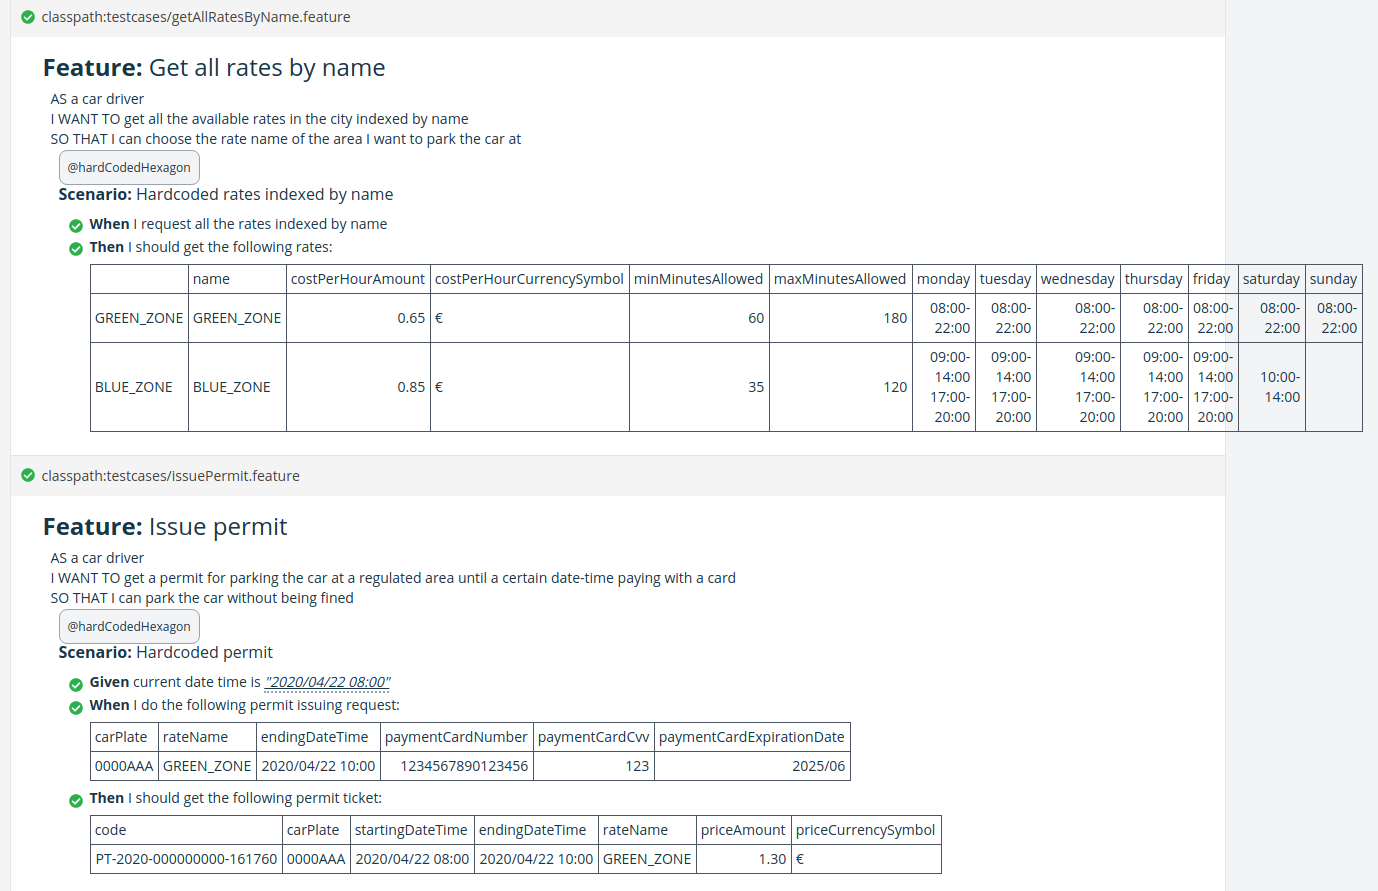 classpath:testcases/getAllRatesByName.feature
Feature: Get all rates by name
AS a car driver
I WANT TO get all the available rates in the city indexed by name
SO THAT I can choose the rate name of the area I want to park the car at
@hardCodedHexagon
Scenario: Hardcoded rates indexed by name
When I request all the rates indexed by name
Then I should get the following rates:
name costPerHourAmount costPerHourCurrencySymbol minMinutesAllowed maxMinutesAllowed monday tuesday wednesday thursday friday saturday sunday
08:00- 08:00- 08:00- 08:00- 08:00- 08:00- 08:00-
GREEN_ZONE GREEN_ZONE 0.65 € 60 180
22:00 22:00 22:00 22:00 22:00 22:00 22:00
09:00- 09:00- 09:00- 09:00- 09:00-
14:00 14:00 14:00 14:00 14:00 10:00-
BLUE_ZONE BLUE_ZONE 0.85 € 35 120
17:00- 17:00- 17:00- 17:00- 17:00- 14:00
20:00 20:00 20:00 20:00 20:00
classpath:testcases/issuePermit.feature
Feature: Issue permit
AS a car driver
I WANT TO get a permit for parking the car at a regulated area until a certain date-time paying with a card
SO THAT I can park the car without being fined
@hardCodedHexagon
Scenario: Hardcoded permit
Given current date time is "2020/04/22 08:00"
When I do the following permit issuing request:
carPlate rateName endingDateTime paymentCardNumber paymentCardCvv paymentCardExpirationDate
0000AAA GREEN_ZONE 2020/04/22 10:00 1234567890123456 123 2025/06
Then I should get the following permit ticket:
code carPlate startingDateTime endingDateTime rateName priceAmount priceCurrencySymbol
PT-2020-000000000-161760 0000AAA 2020/04/22 08:00 2020/04/22 10:00 GREEN_ZONE 1.30 €